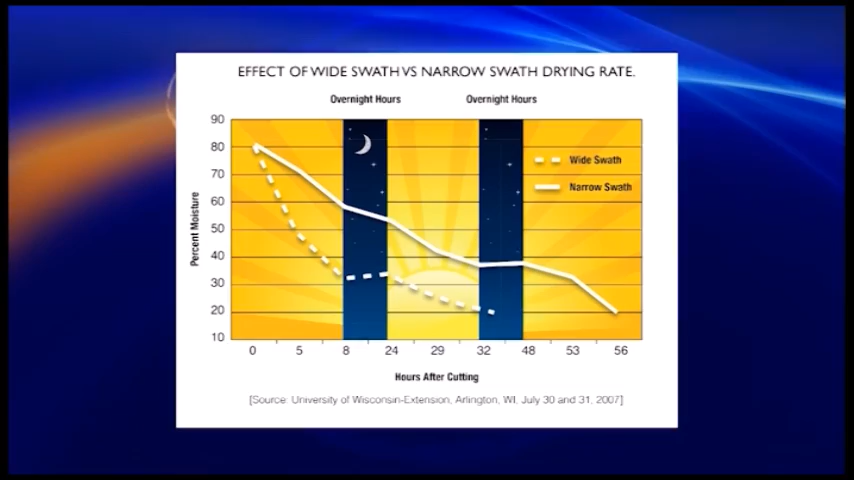 EFFECT OF WIDE SWATH VS NARROW SWATH DRYING RATE.
Overnight Hours Overnight Hours
90
80
70
60
50
40
30
20
10
Percent Moisture
Wide Swath
Narrow Swath
0 5 8 24 29 32 48 53 56
Hours After Cutting
[Source: University of Wisconsin-Extension, Arlington, WI, July 30 and 31, 2007]